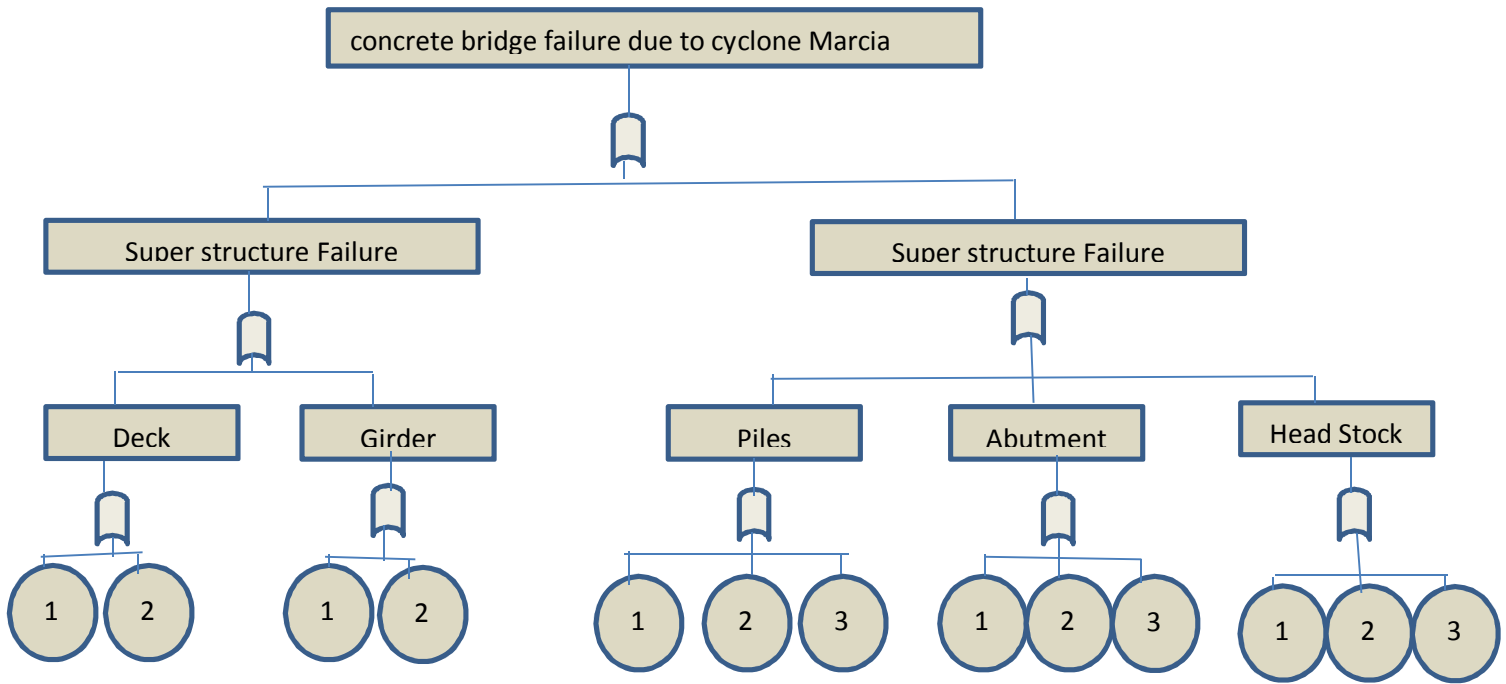 concrete bridge failure due to cyclone Marcia
Super structure Failure
Super structure Failure
Deck
Girder
Piles
Abutment
Head Stock
1
2
1
2
1
2
3
1
2
3
1
2
3